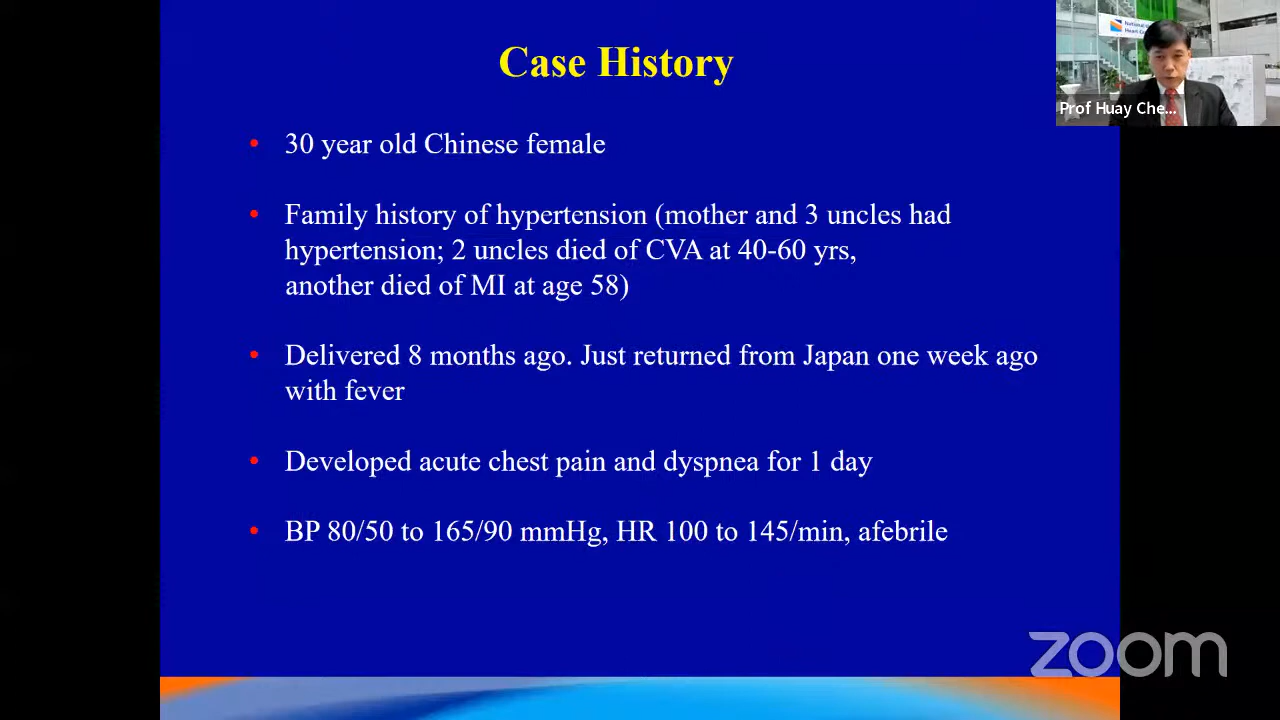 Case History
National U
Heart Ce
Prof Huay Che...
• 30 year old Chinese female
• Family history of hypertension (mother and 3 uncles had
hypertension; 2 uncles died of CVA at 40-60 yrs,
another died of MI at age 58)
• Delivered 8 months ago. Just returned from Japan one week ago
with fever
• Developed acute chest pain and dyspnea for 1 day
• BP 80/50 to 165/90 mmHg, HR 100 to 145/min, afebrile
zoom